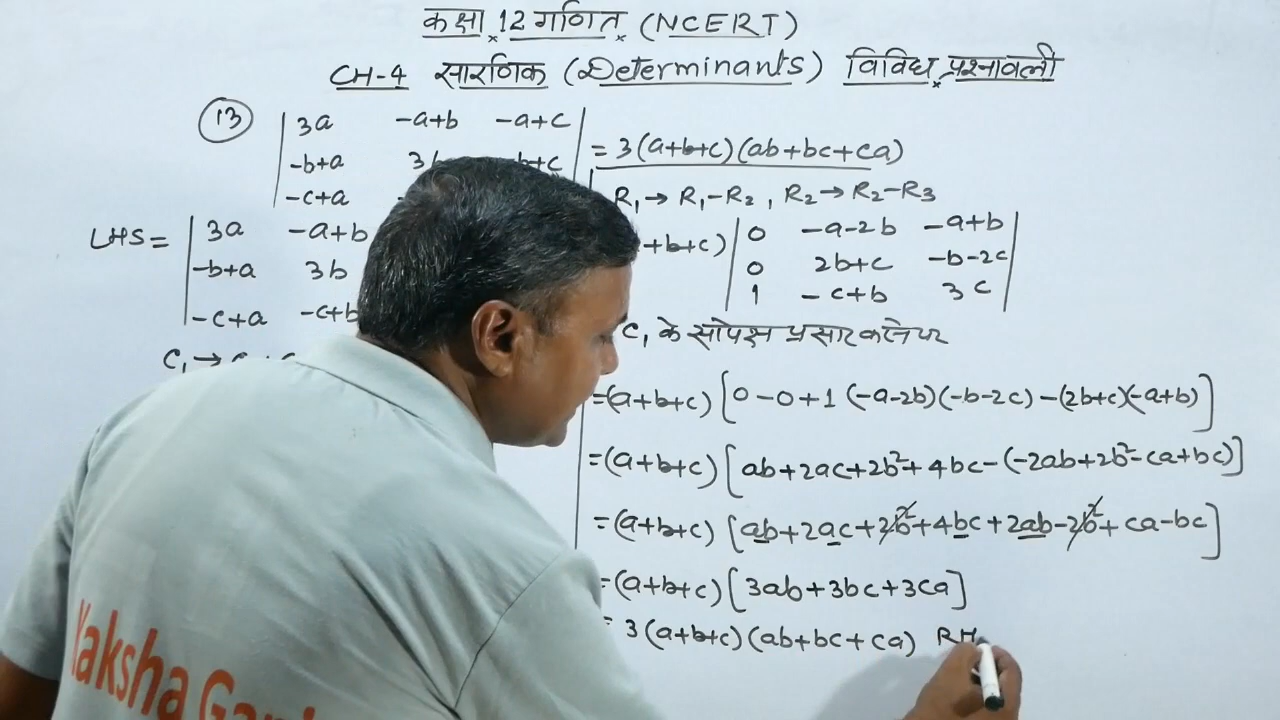 कक्षा 12 गणित (NCERT)
CH-4 सारणिक (Determinants) विविध प्रश्नावली
13 3a -a+b -a+c
-b+a b+c
-c+a
= 3(a+b+c)(ab+bc+ca)
LHS = 3a -a+b
-b+a 3b
-c+a -c+b
C₁ →
R₁→ R₁-R₂ , R₂→ R₂-R₃
+b+c) 0 -a-2b -a+b
0 2b+c -b-2c
1 -c+b 3c
C₁ के सापेक्ष प्रसार करने पर
=(a+b+c) [0-0+1 (-a-2b)(-b-2c) -(2b+c)(-a+b)]
=(a+b+c) [ab+2ac+2b²+4bc-(-2ab+2b²-ca+bc)]
=(a+b+c) [ab+2ac+2b²+4bc+2ab-2b²+ca-bc]
=(a+b+c) [3ab+3bc+3ca]
= 3(a+b+c)(ab+bc+ca) RH
Yaksha